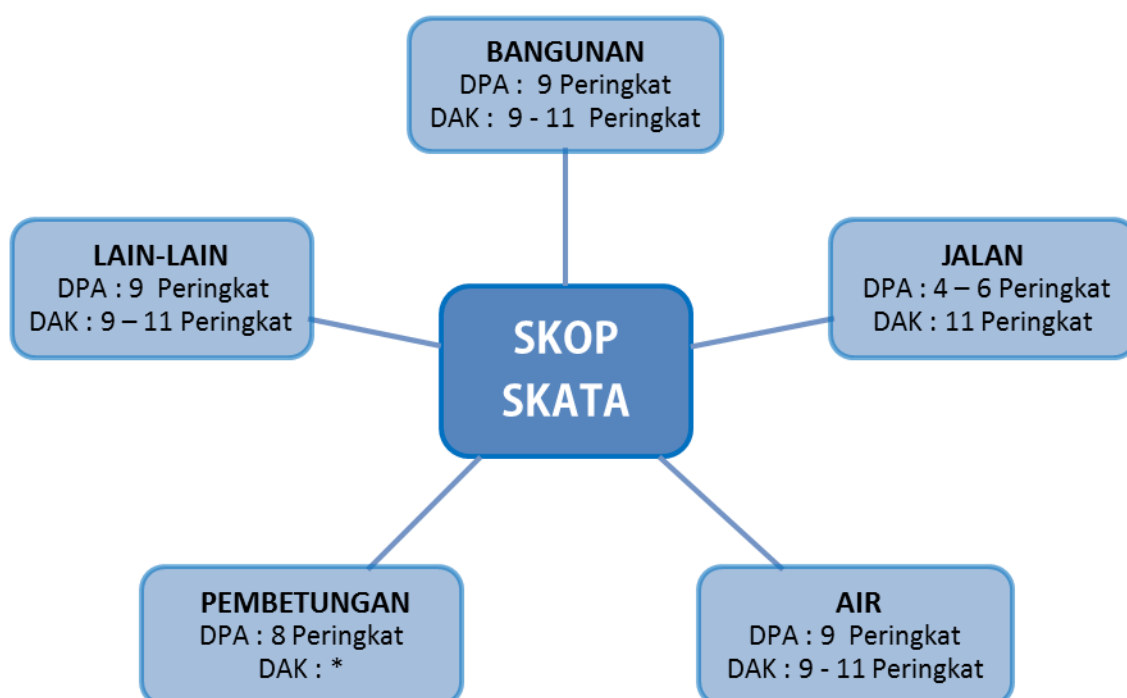 BANGUNAN
DPA : 9 Peringkat
DAK : 9 - 11 Peringkat
LAIN-LAIN
DPA : 9 Peringkat
DAK : 9 – 11 Peringkat
JALAN
DPA : 4 – 6 Peringkat
DAK : 11 Peringkat
SKOP
SKATA
PEMBETUNGAN
DPA : 8 Peringkat
DAK : *
AIR
DPA : 9 Peringkat
DAK : 9 - 11 Peringkat